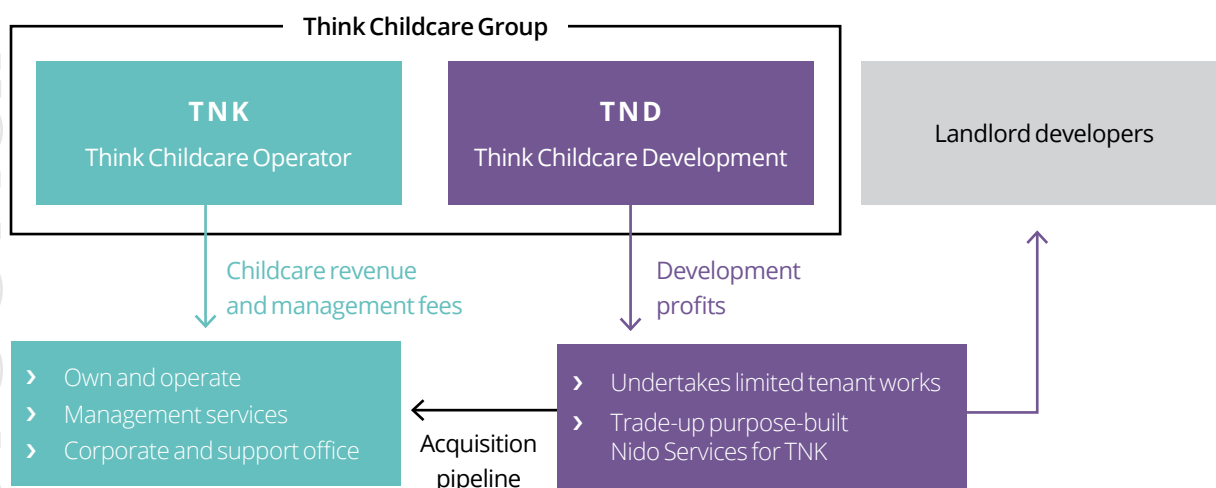 Think Childcare Group
TNK
Think Childcare Operator
TND
Think Childcare Development
Landlord developers
Childcare revenue
and management fees
Development
profits
› Own and operate
› Management services
› Corporate and support office
Acquisition
pipeline
› Undertakes limited tenant works
› Trade-up purpose-built
Nido Services for TNK